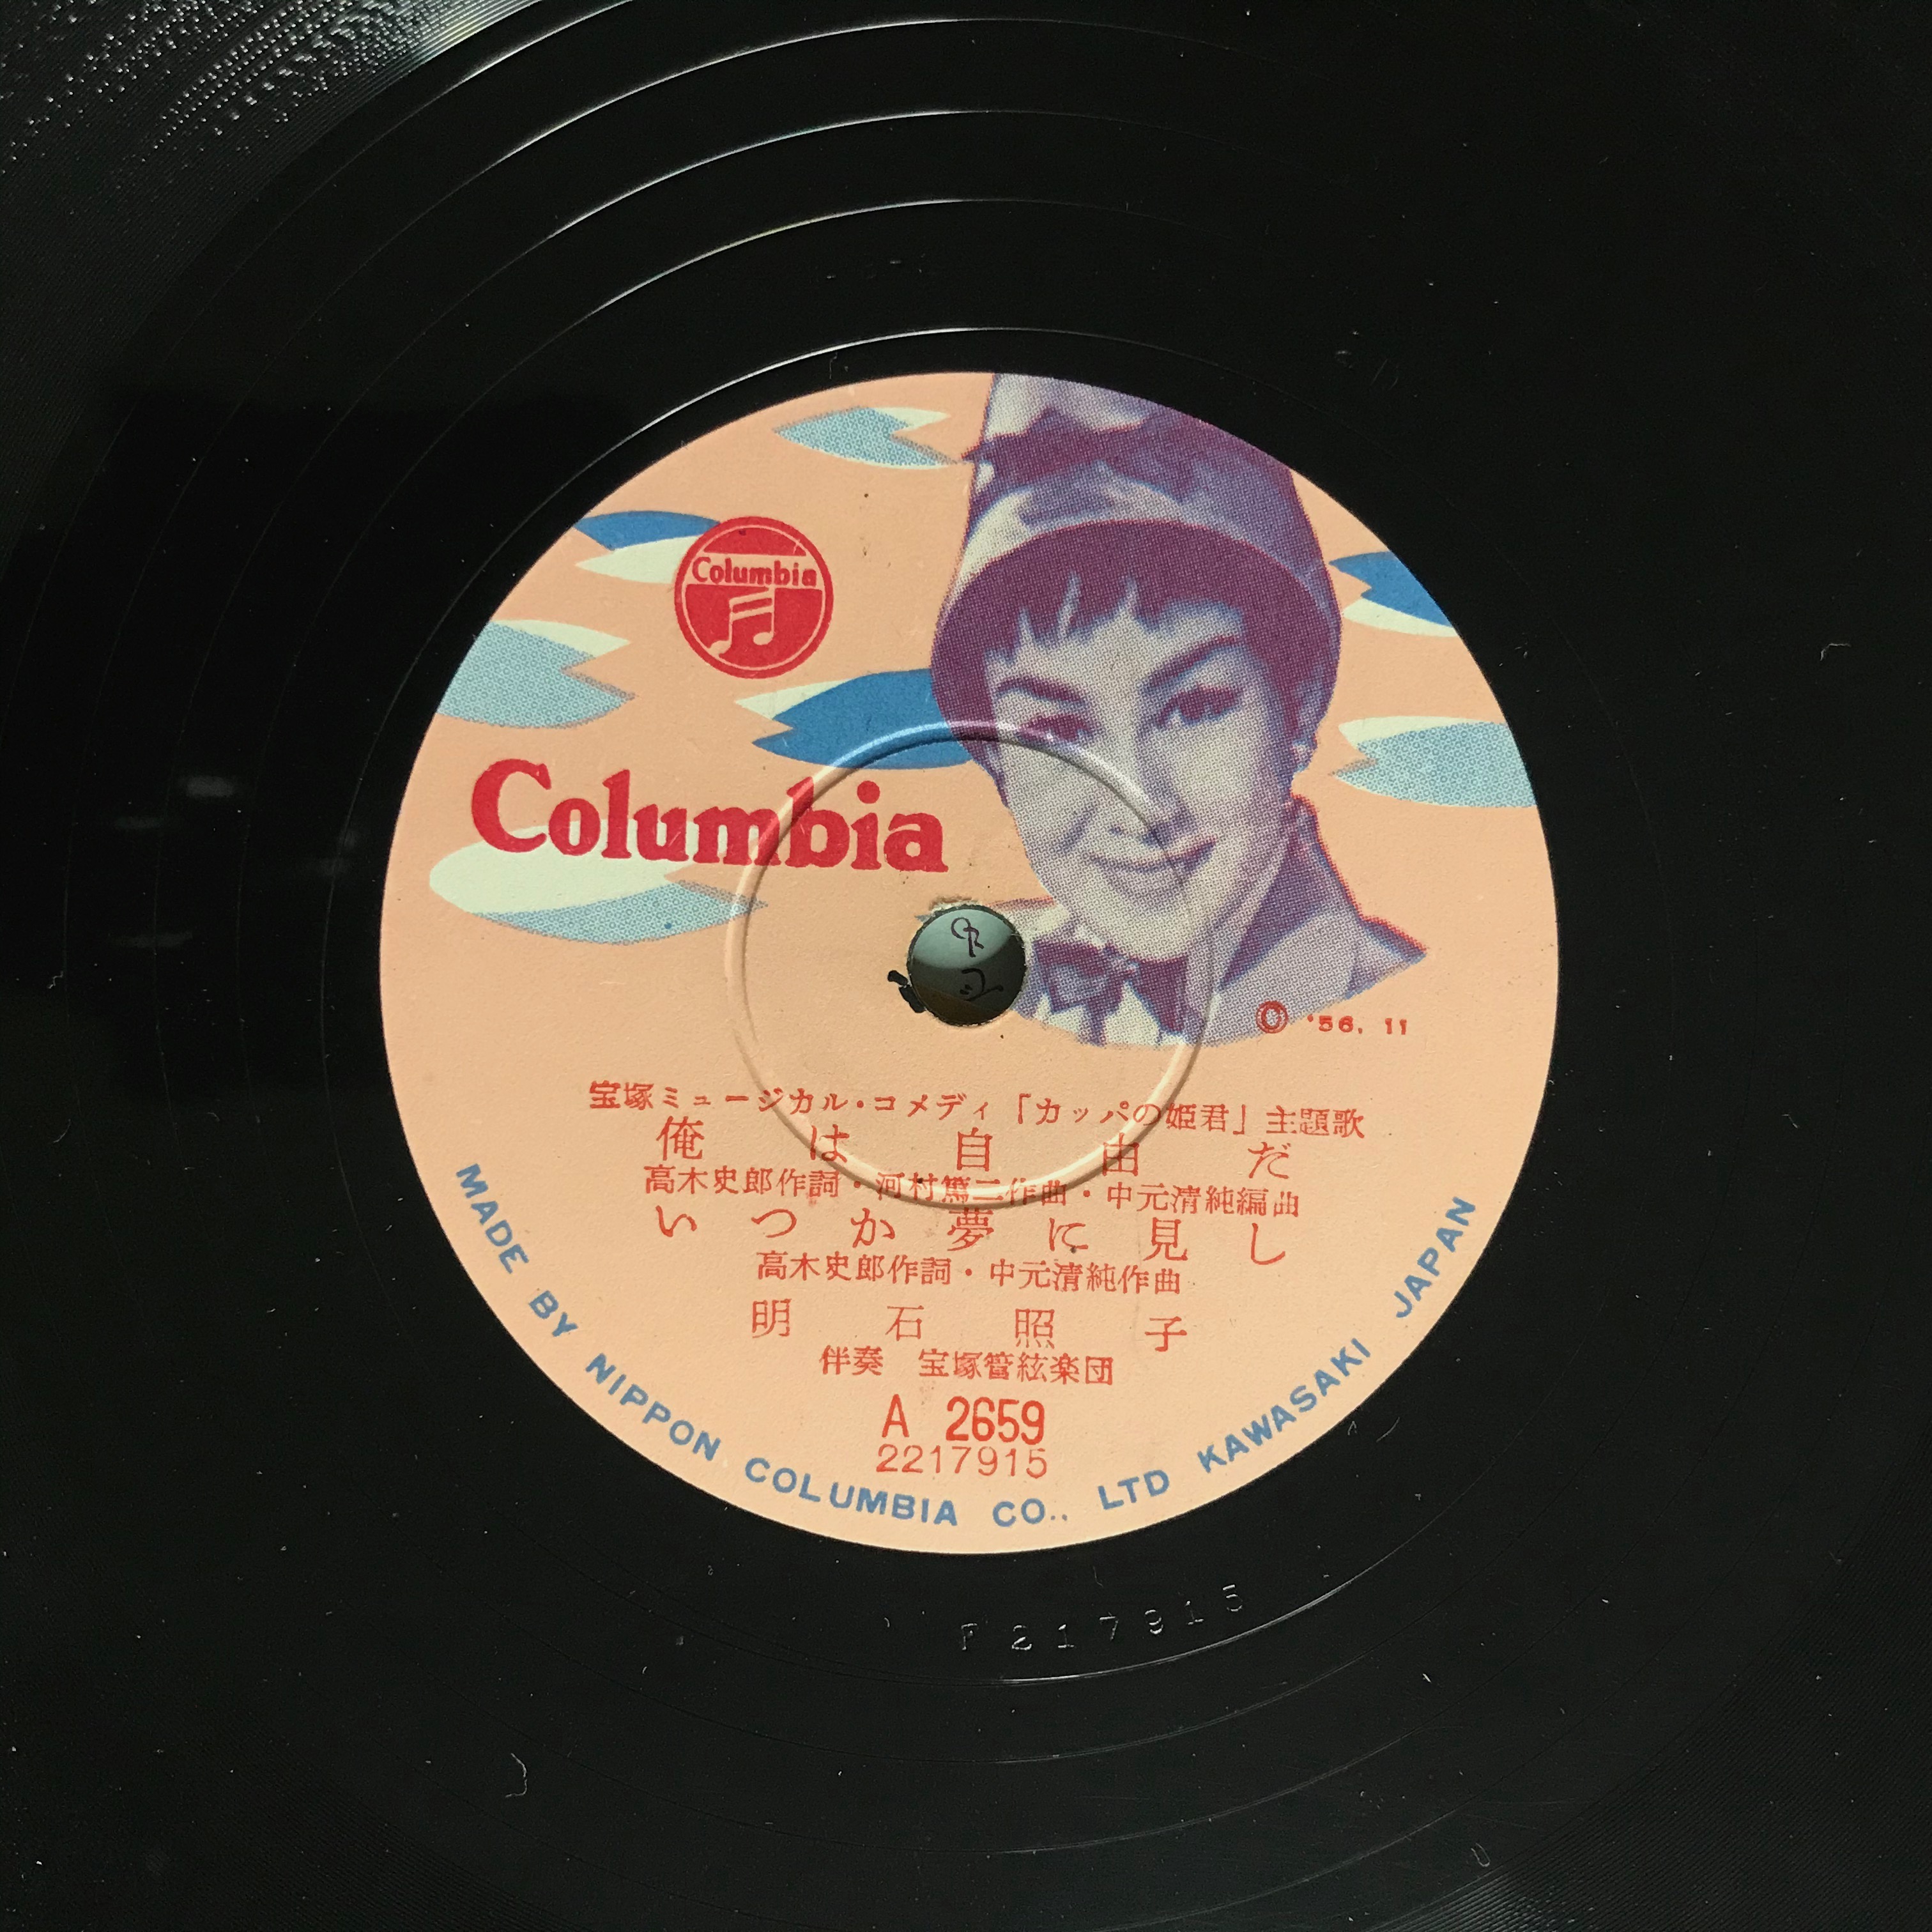 Columbia
Columbia
© '56. 11
宝塚ミュージカル・コメディ「カッパの姫君」主題歌
俺は自由だ
高木史郎作詞・河村篤二作曲・中元清純編曲
いつか夢に見し
高木史郎作詞・中元清純作曲
明石照子
伴奏 宝塚管絃楽団
A 2659
2217915
MADE BY NIPPON COLUMBIA CO., LTD KAWASAKI JAPAN
217915